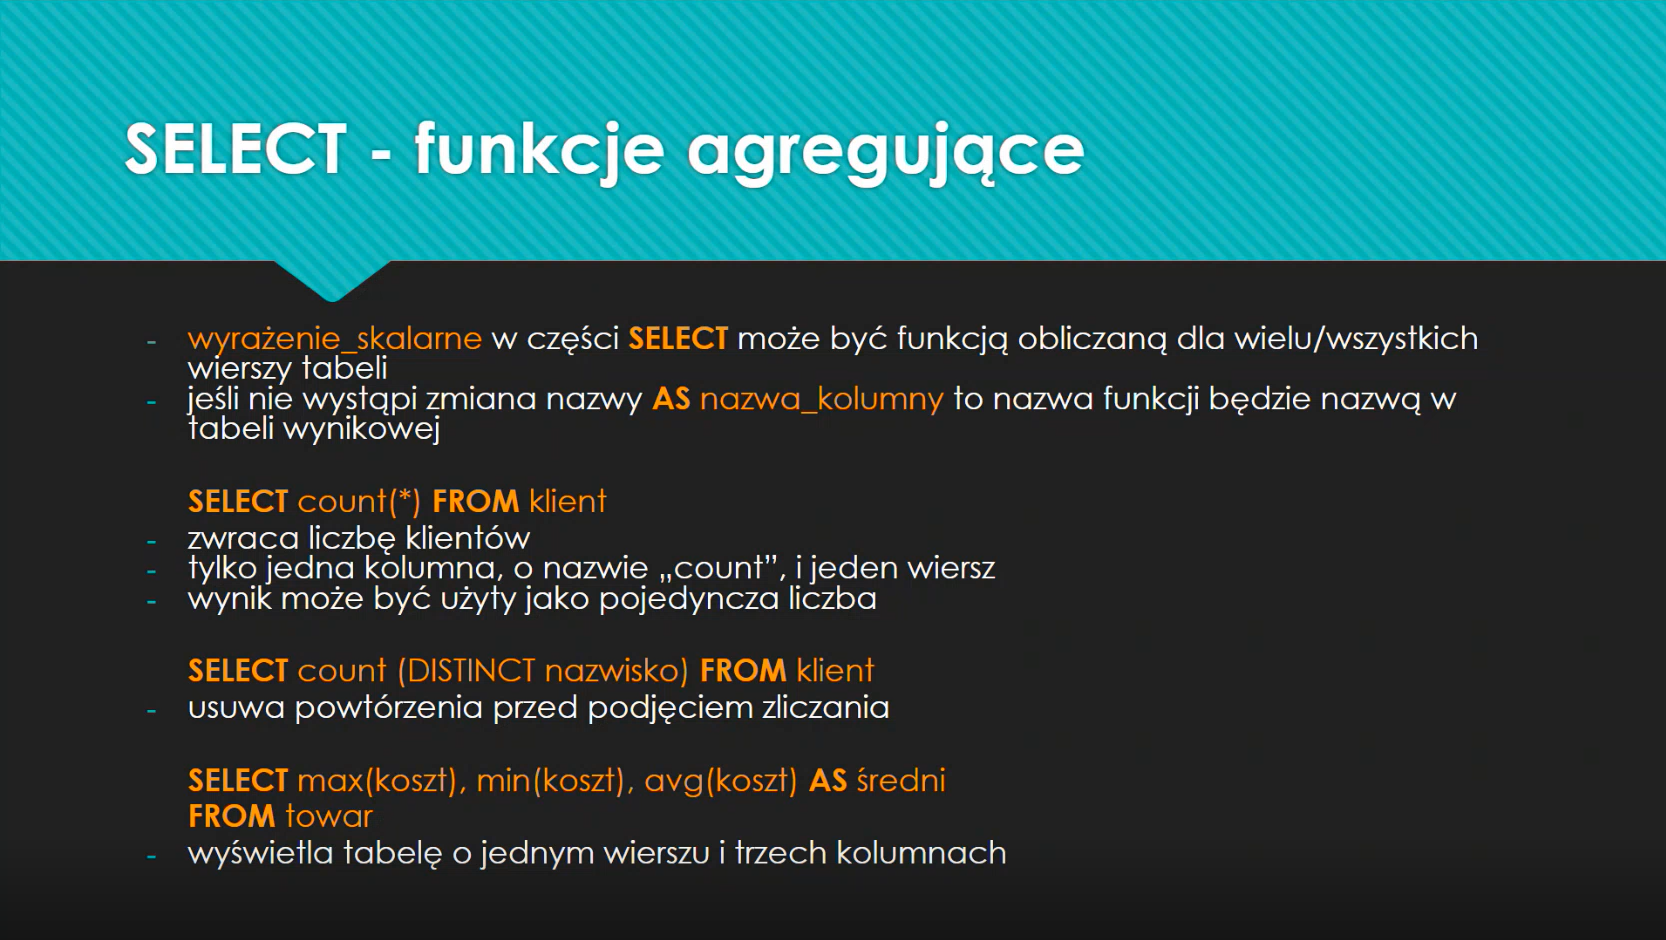 SELECT - funkcje agregujące
- wyrażenie_skalarne w części SELECT może być funkcją obliczaną dla wielu/wszystkich
wierszy tabeli
- jeśli nie wystąpi zmiana nazwy AS nazwa_kolumny to nazwa funkcji będzie nazwą w
tabeli wynikowej
SELECT count(*) FROM klient
- zwraca liczbę klientów
- tylko jedna kolumna, o nazwie „count”, i jeden wiersz
- wynik może być użyty jako pojedyncza liczba
SELECT count (DISTINCT nazwisko) FROM klient
- usuwa powtórzenia przed podjęciem zliczania
SELECT max(koszt), min(koszt), avg(koszt) AS średni
FROM towar
- wyświetla tabelę o jednym wierszu i trzech kolumnach